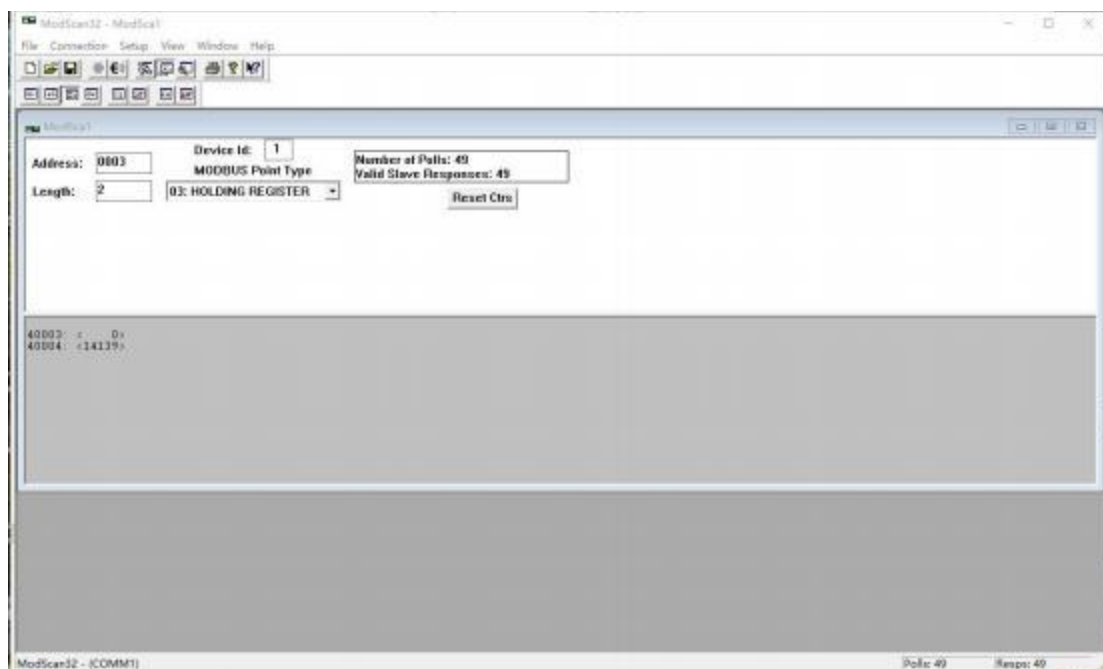 ModScan32 - ModSca1
File Connection Setup View Window Help
ModSca1
Address: 0003
Device Id: 1
MODBUS Point Type
Length: 2
03: HOLDING REGISTER
Number of Polls: 49
Valid Slave Responses: 49
Reset Ctrs
40003: <    0>
40004: <14139>
ModScan32 - (COMM1)
Polls: 49
Resps: 49